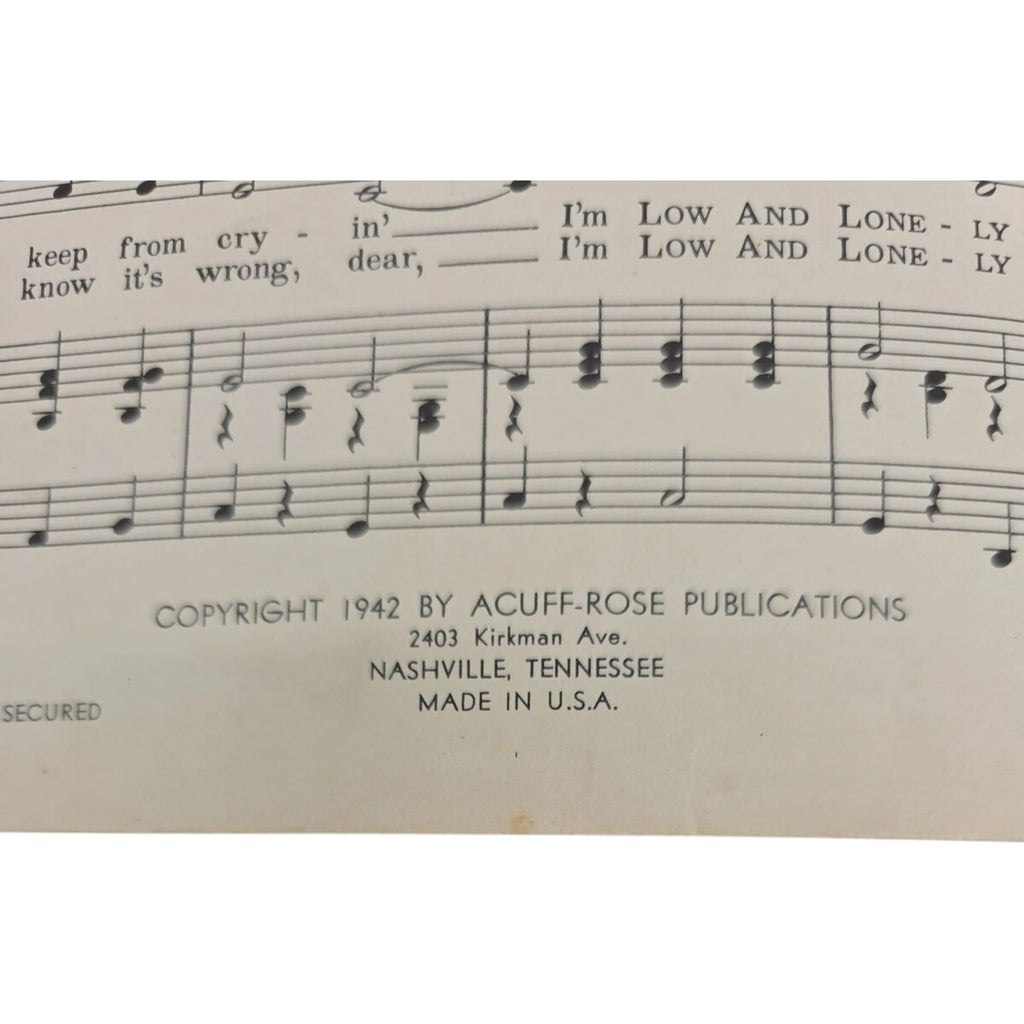 keep from cry - in' I'm LOW AND LONE - LY
know it's wrong, dear, I'm LOW AND LONE - LY
COPYRIGHT 1942 BY ACUFF-ROSE PUBLICATIONS
2403 Kirkman Ave.
NASHVILLE, TENNESSEE
MADE IN U.S.A.
SECURED